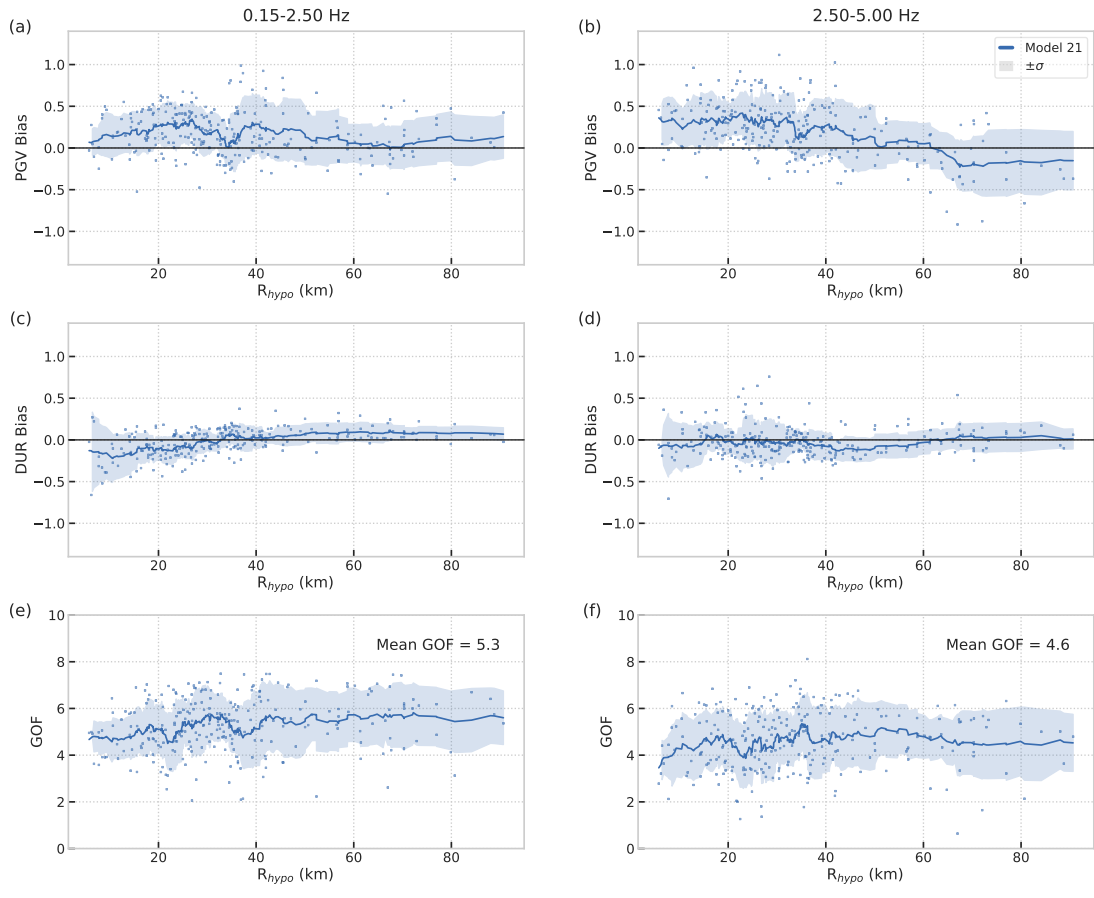 0.15-2.50 Hz
2.50-5.00 Hz
(a)
1.0
0.5
0.0
−0.5
−1.0
PGV Bias
20
40
60
80
R_hypo (km)
(b)
1.0
0.5
0.0
−0.5
−1.0
PGV Bias
Model 21
±σ
20
40
60
80
R_hypo (km)
(c)
1.0
0.5
0.0
−0.5
−1.0
DUR Bias
20
40
60
80
R_hypo (km)
(d)
1.0
0.5
0.0
−0.5
−1.0
DUR Bias
20
40
60
80
R_hypo (km)
(e)
10
8
6
4
2
0
GOF
Mean GOF = 5.3
20
40
60
80
R_hypo (km)
(f)
10
8
6
4
2
0
GOF
Mean GOF = 4.6
20
40
60
80
R_hypo (km)